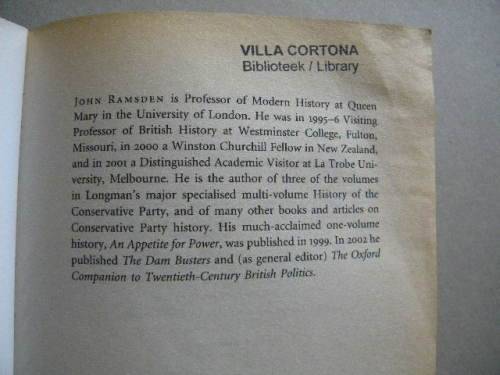 VILLA CORTONA
Biblioteek / Library
JOHN RAMSDEN is Professor of Modern History at Queen
Mary in the University of London. He was in 1995–6 Visiting
Professor of British History at Westminster College, Fulton,
Missouri, in 2000 a Winston Churchill Fellow in New Zealand,
and in 2001 a Distinguished Academic Visitor at La Trobe Uni-
versity, Melbourne. He is the author of three of the volumes
in Longman's major specialised multi-volume History of the
Conservative Party, and of many other books and articles on
Conservative Party history. His much-acclaimed one-volume
history, An Appetite for Power, was published in 1999. In 2002 he
published The Dam Busters and (as general editor) The Oxford
Companion to Twentieth-Century British Politics.